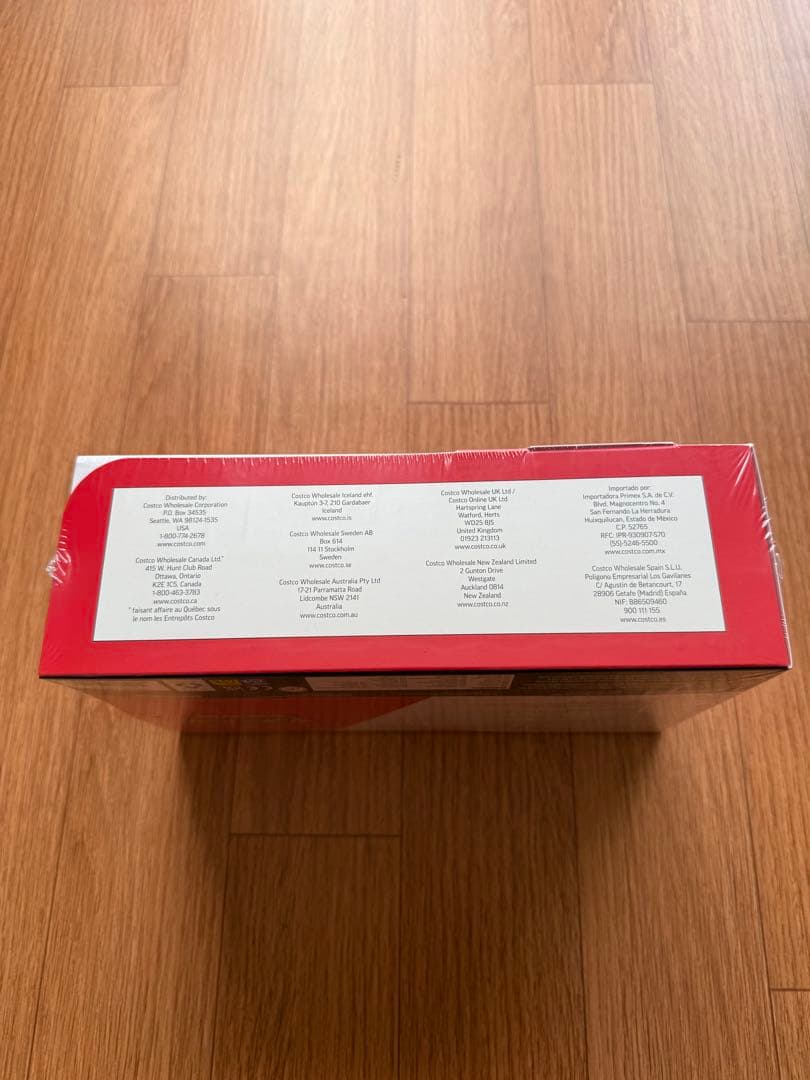 Distributed by:
Costco Wholesale Corporation
P.O. Box 34535
Seattle, WA 98124-1535
USA
1-800-774-2678
www.costco.com
Costco Wholesale Canada Ltd.*
415 W. Hunt Club Road
Ottawa, Ontario
K2E 1C5, Canada
1-800-463-3783
www.costco.ca
* faisant affaire au Québec sous
le nom les Entrepôts Costco
Costco Wholesale Iceland ehf.
Kauptún 3-7, 210 Gardabaer
Iceland
www.costco.is
Costco Wholesale Sweden AB
Box 614
114 11 Stockholm
Sweden
www.costco.se
Costco Wholesale Australia Pty Ltd
17-21 Parramatta Road
Lidcombe NSW 2141
Australia
www.costco.com.au
Costco Wholesale UK Ltd /
Costco Online UK Ltd
Hartspring Lane
Watford, Herts
WD25 8JS
United Kingdom
01923 213113
www.costco.co.uk
Costco Wholesale New Zealand Limited
2 Gunton Drive
Westgate
Auckland 0814
New Zealand
www.costco.co.nz
Importado por:
Importadora Primex S.A. de C.V.
Blvd. Magnocentro No. 4
San Fernando La Herradura
Huixquilucan, Estado de México
C.P. 52765
RFC: IPR-930907-S70
(55)-5246-5500
www.costco.com.mx
Costco Wholesale Spain S.L.U.
Polígono Empresarial Los Gavilanes
C/ Agustín de Betancourt, 17
28906 Getafe (Madrid) España
NIF: B86509460
900 111 155
www.costco.es